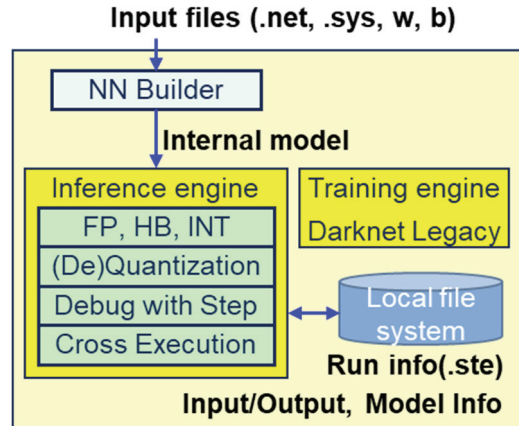 Input files (.net, .sys, w, b)
NN Builder
Internal model
Inference engine
FP, HB, INT
(De)Quantization
Debug with Step
Cross Execution
Training engine
Darknet Legacy
Local file
system
Run info(.ste)
Input/Output, Model Info